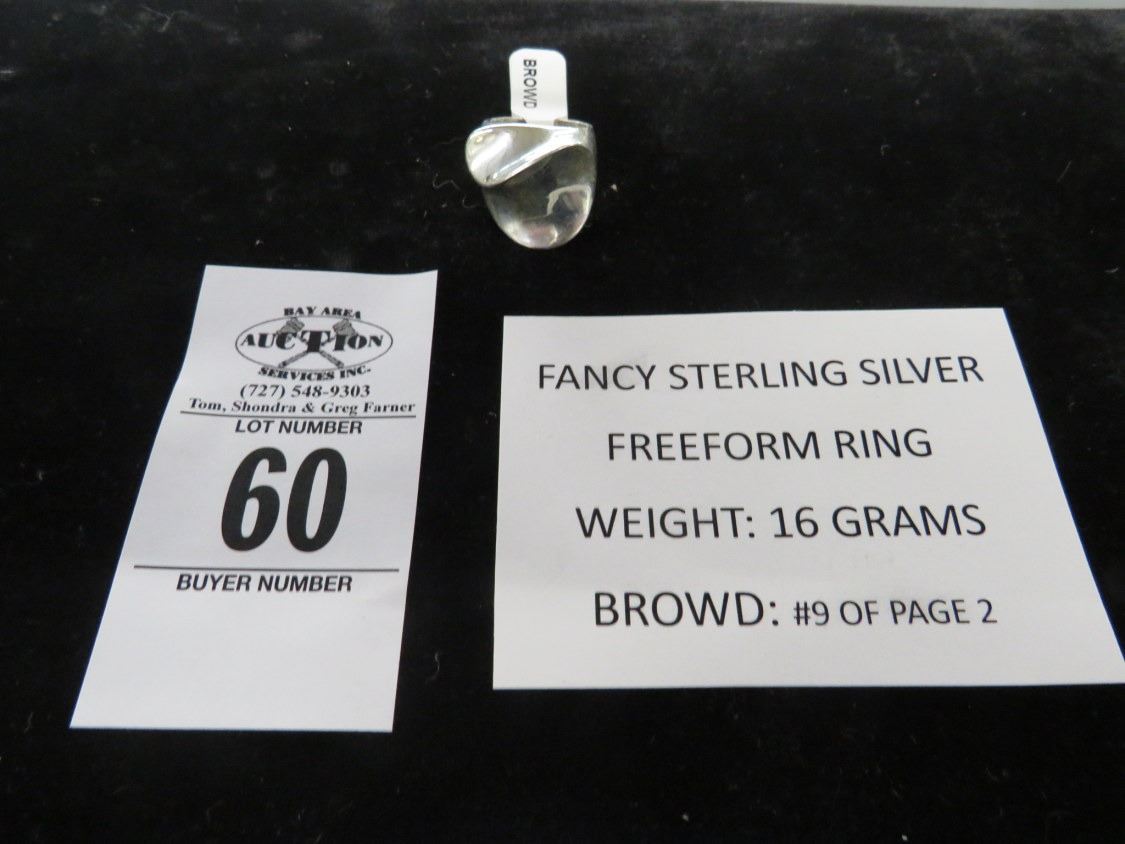 BROWD
BAY AREA
AUCTION
SERVICES INC.
(727) 548-9303
Tom, Shondra & Greg Farner
LOT NUMBER
60
BUYER NUMBER
FANCY STERLING SILVER
FREEFORM RING
WEIGHT: 16 GRAMS
BROWD: #9 OF PAGE 2